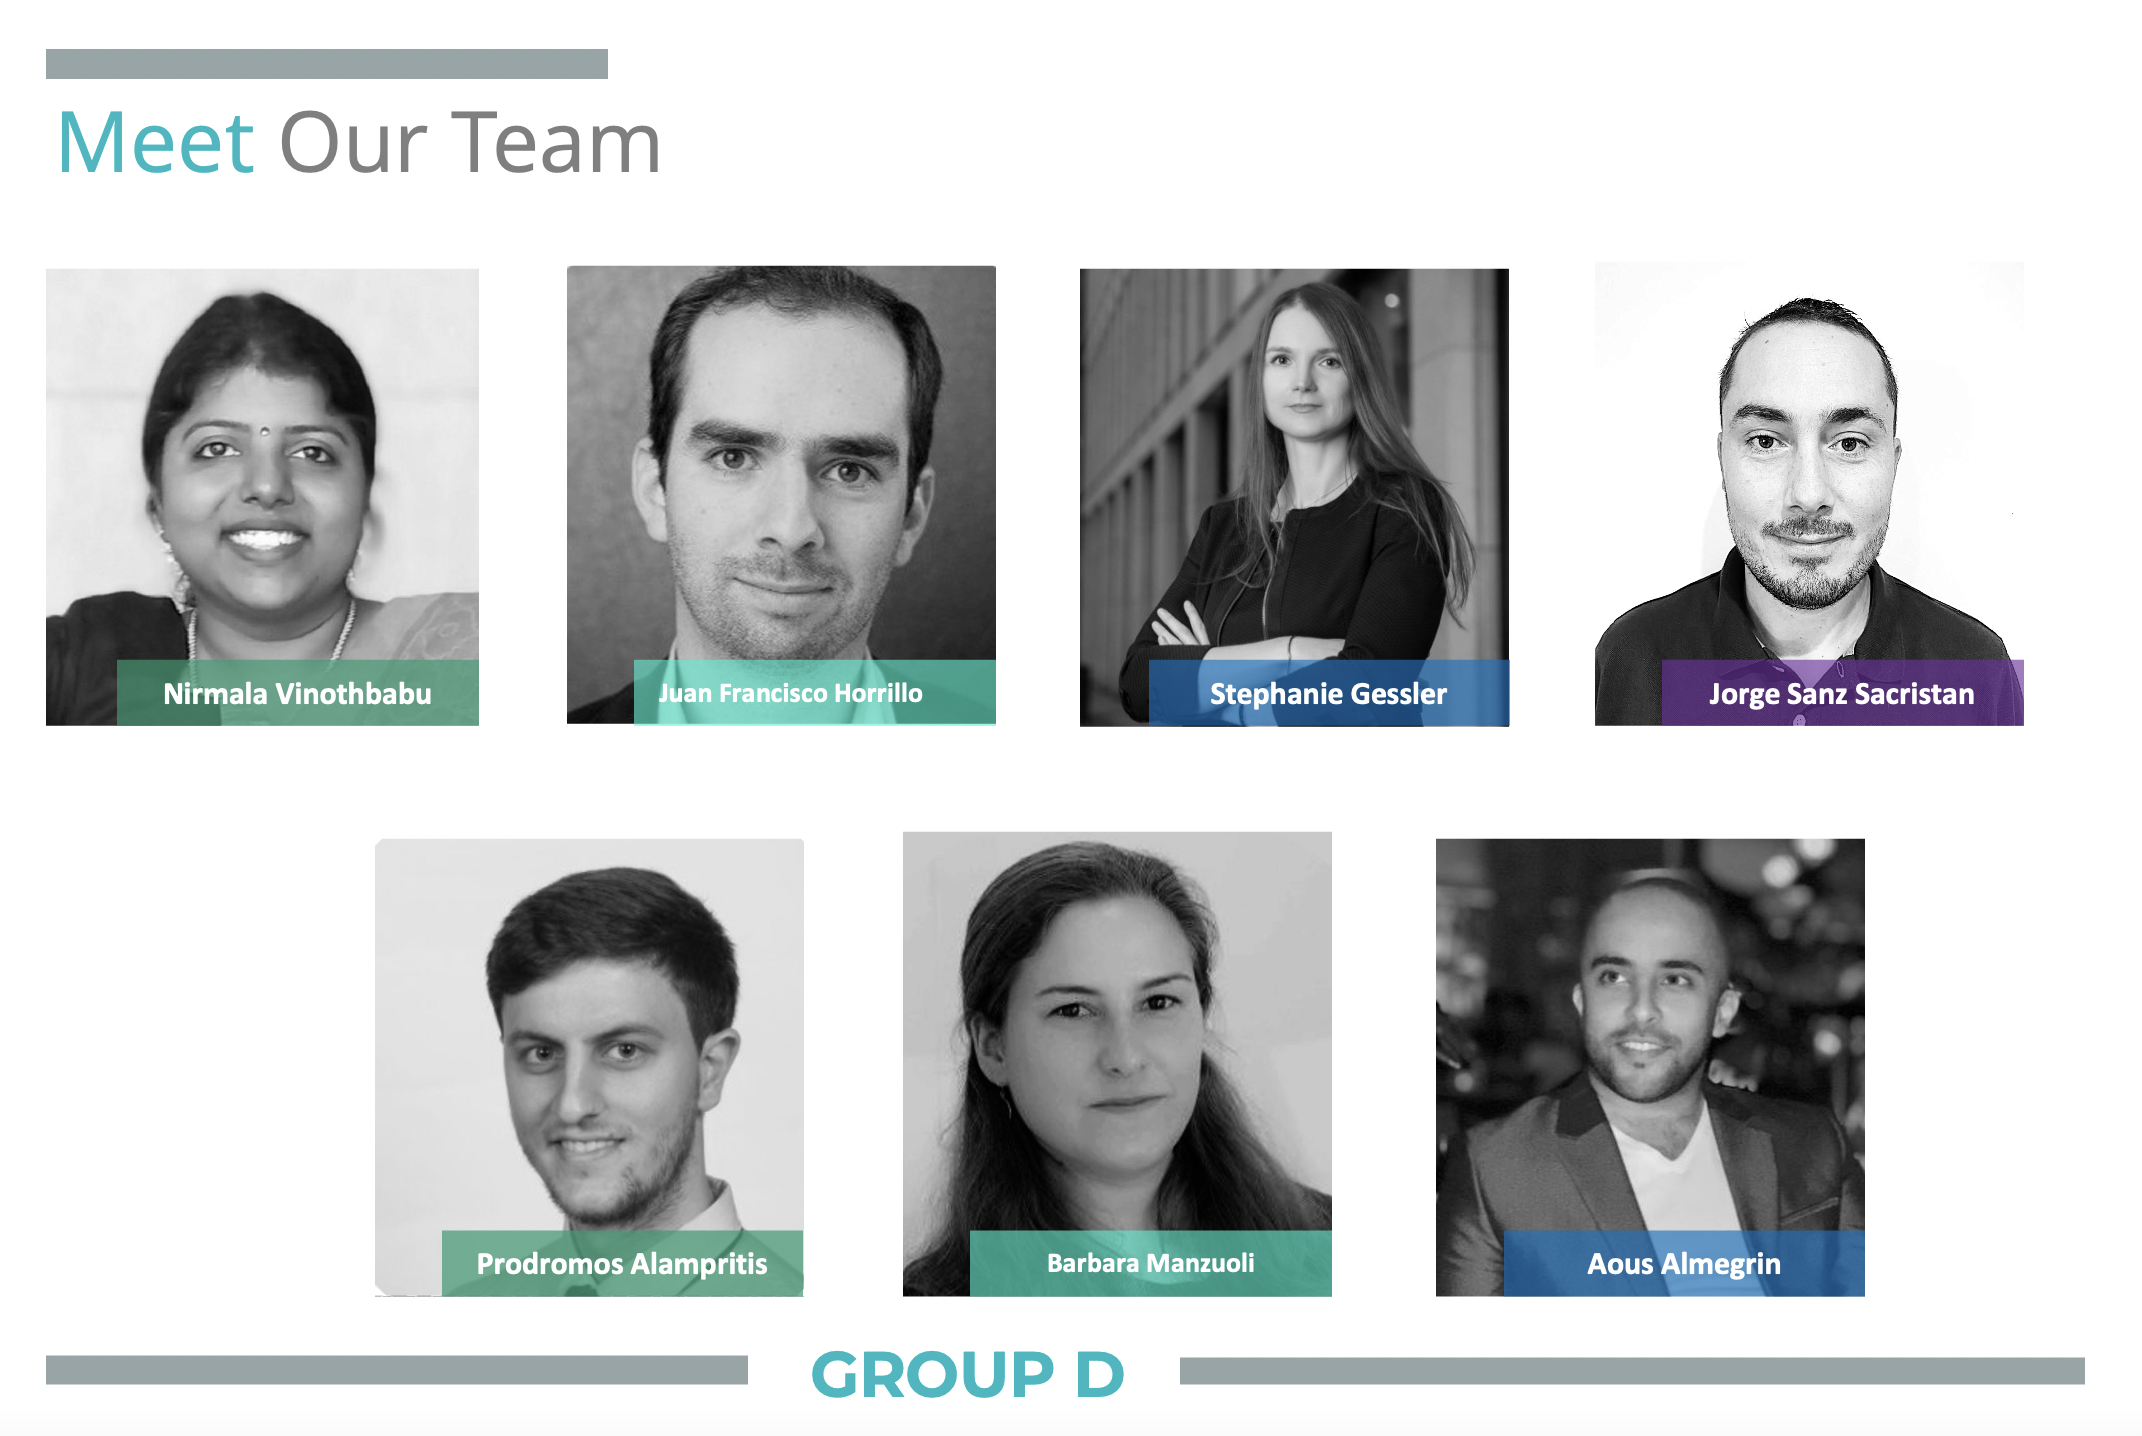 Meet Our Team
Nirmala Vinothbabu
Juan Francisco Horrillo
Stephanie Gessler
Jorge Sanz Sacristan
Prodromos Alampritis
Barbara Manzuoli
Aous Almegrin
GROUP D